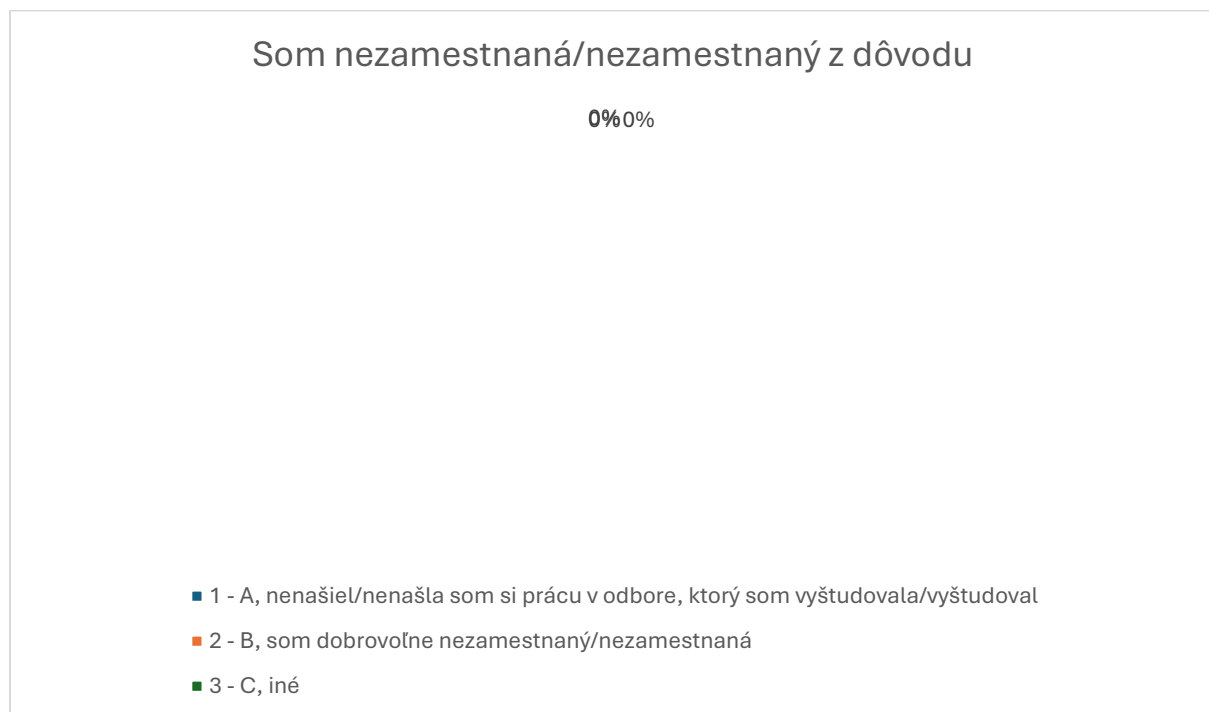 Som nezamestnaná/nezamestnaný z dôvodu
0%0%0%
1 - A, nenašiel/nenašla som si prácu v odbore, ktorý som vyštudovala/vyštudoval
2 - B, som dobrovoľne nezamestnaný/nezamestnaná
3 - C, iné